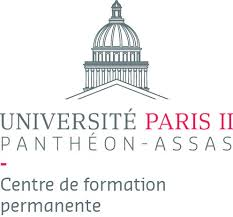 UNIVERSITÉ PARIS II
PANTHÉON-ASSAS
Centre de formation
permanente